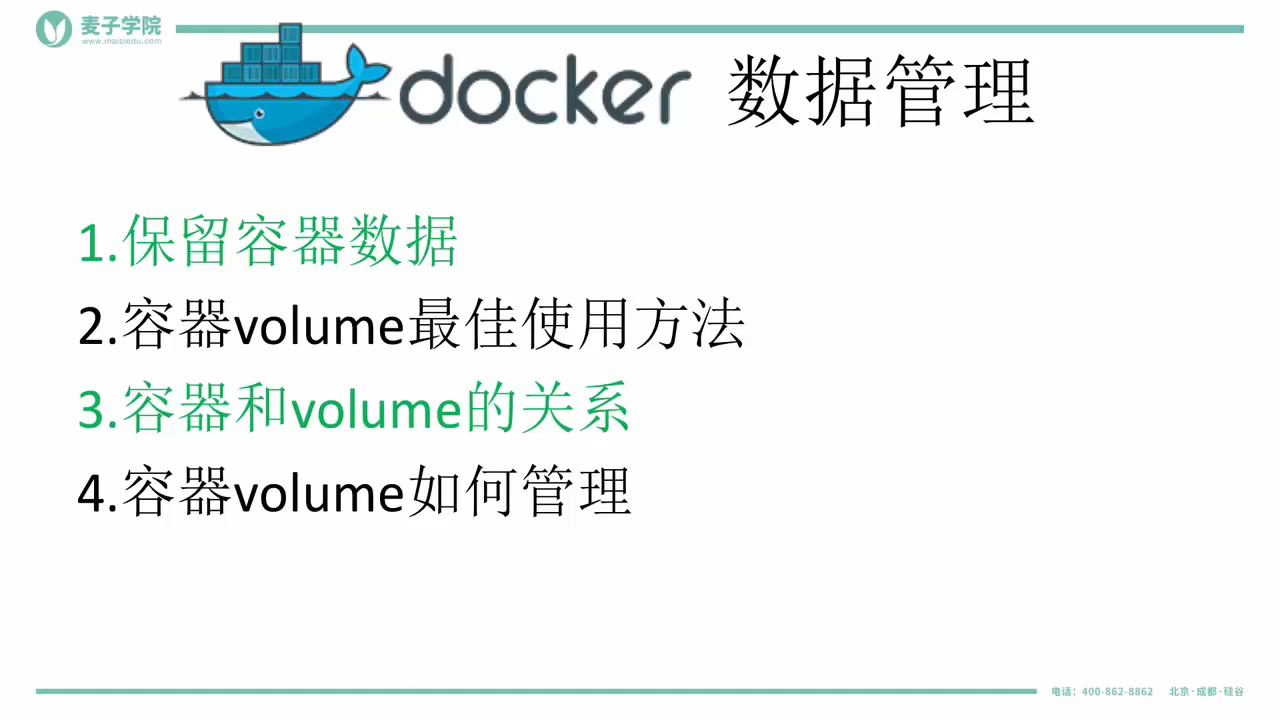 麦子学院
www.maiziedu.com
docker 数据管理
1.保留容器数据
2.容器volume最佳使用方法
3.容器和volume的关系
4.容器volume如何管理
电话：400-862-8862 北京·成都·硅谷